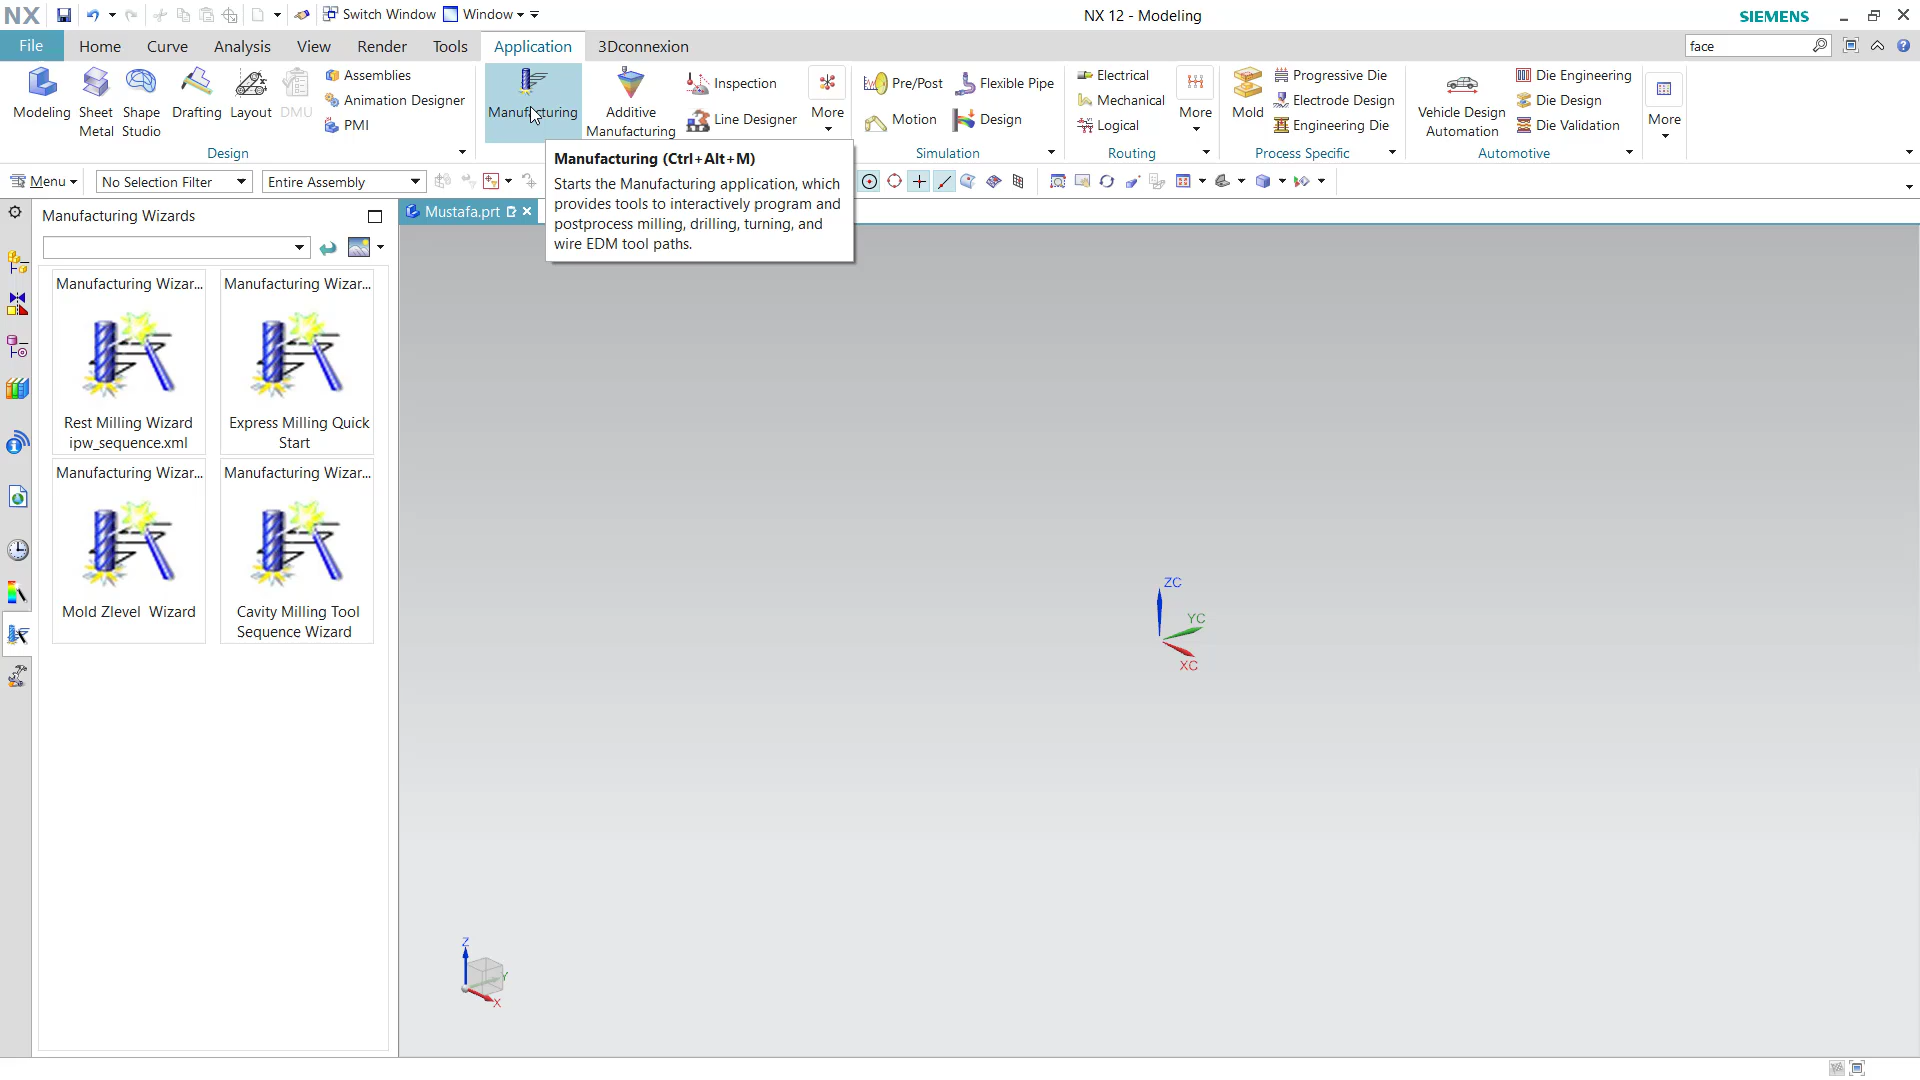 NX
Switch Window
Window
NX 12 - Modeling
SIEMENS
File
Home
Curve
Analysis
View
Render
Tools
Application
3Dconnexion
face
Modeling
Sheet
Metal
Shape
Studio
Drafting
Layout
DMU
Assemblies
Animation Designer
PMI
Design
Manufacturing
Additive
Manufacturing
Inspection
Line Designer
More
Pre/Post
Motion
Flexible Pipe
Design
Simulation
Electrical
Mechanical
Logical
More
Routing
Mold
Progressive Die
Electrode Design
Engineering Die
Process Specific
Vehicle Design
Automation
Die Engineering
Die Design
Die Validation
Automotive
More
Menu
No Selection Filter
Entire Assembly
Manufacturing (Ctrl+Alt+M)
Starts the Manufacturing application, which
provides tools to interactively program and
postprocess milling, drilling, turning, and
wire EDM tool paths.
Manufacturing Wizards
Mustafa.prt
Manufacturing Wizar...
Rest Milling Wizard
ipw_sequence.xml
Manufacturing Wizar...
Express Milling Quick
Start
Manufacturing Wizar...
Mold Zlevel Wizard
Manufacturing Wizar...
Cavity Milling Tool
Sequence Wizard
ZC
YC
XC
Z
Y
X